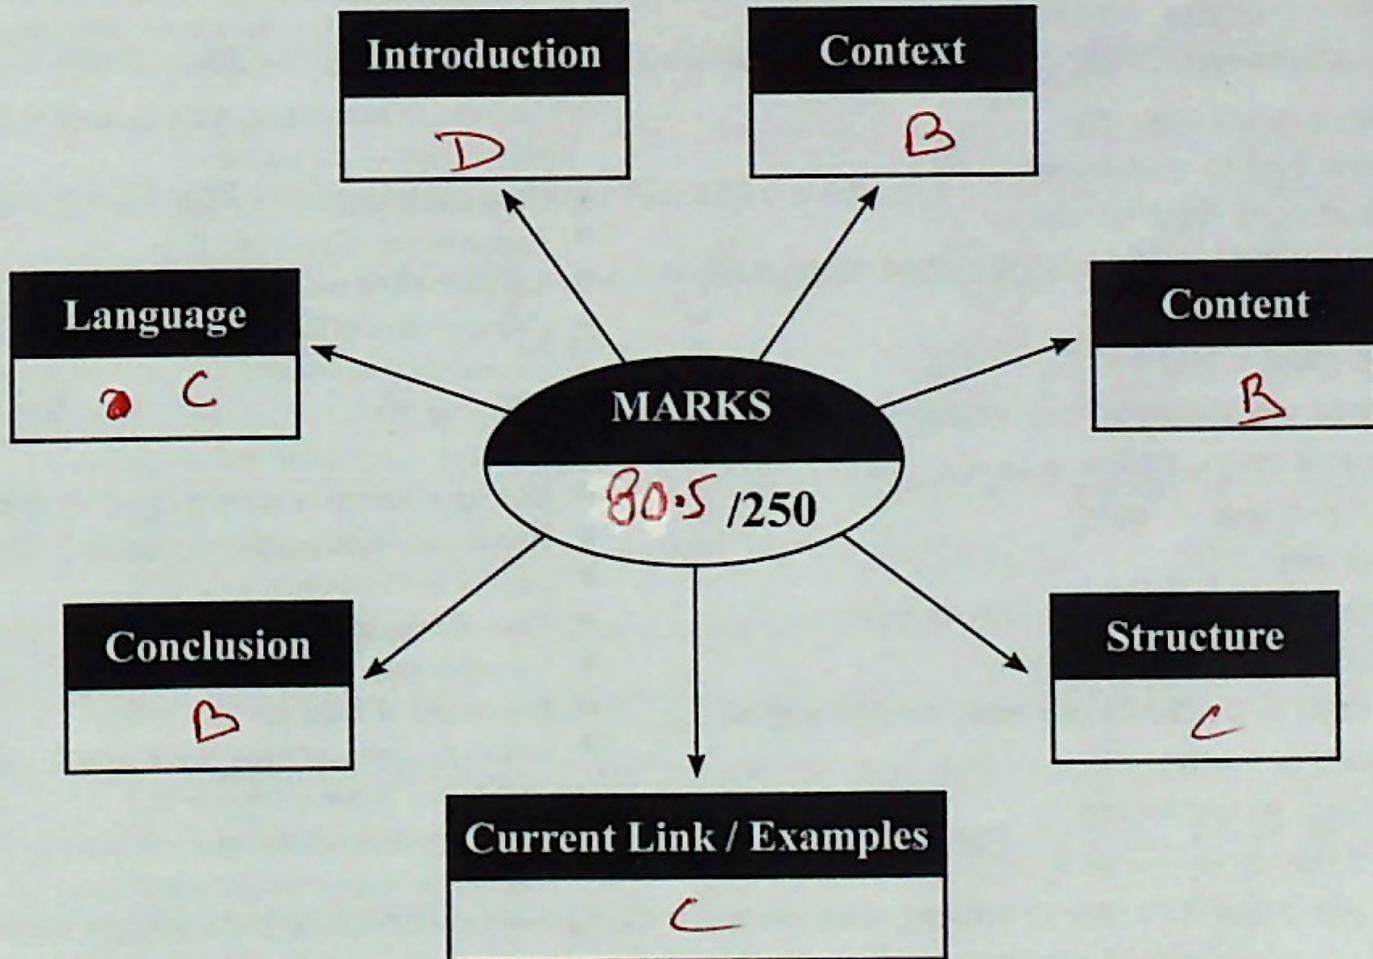 Introduction
D
Context
B
Language
C
Content
B
MARKS
80.5 /250
Conclusion
B
Structure
C
Current Link / Examples
C